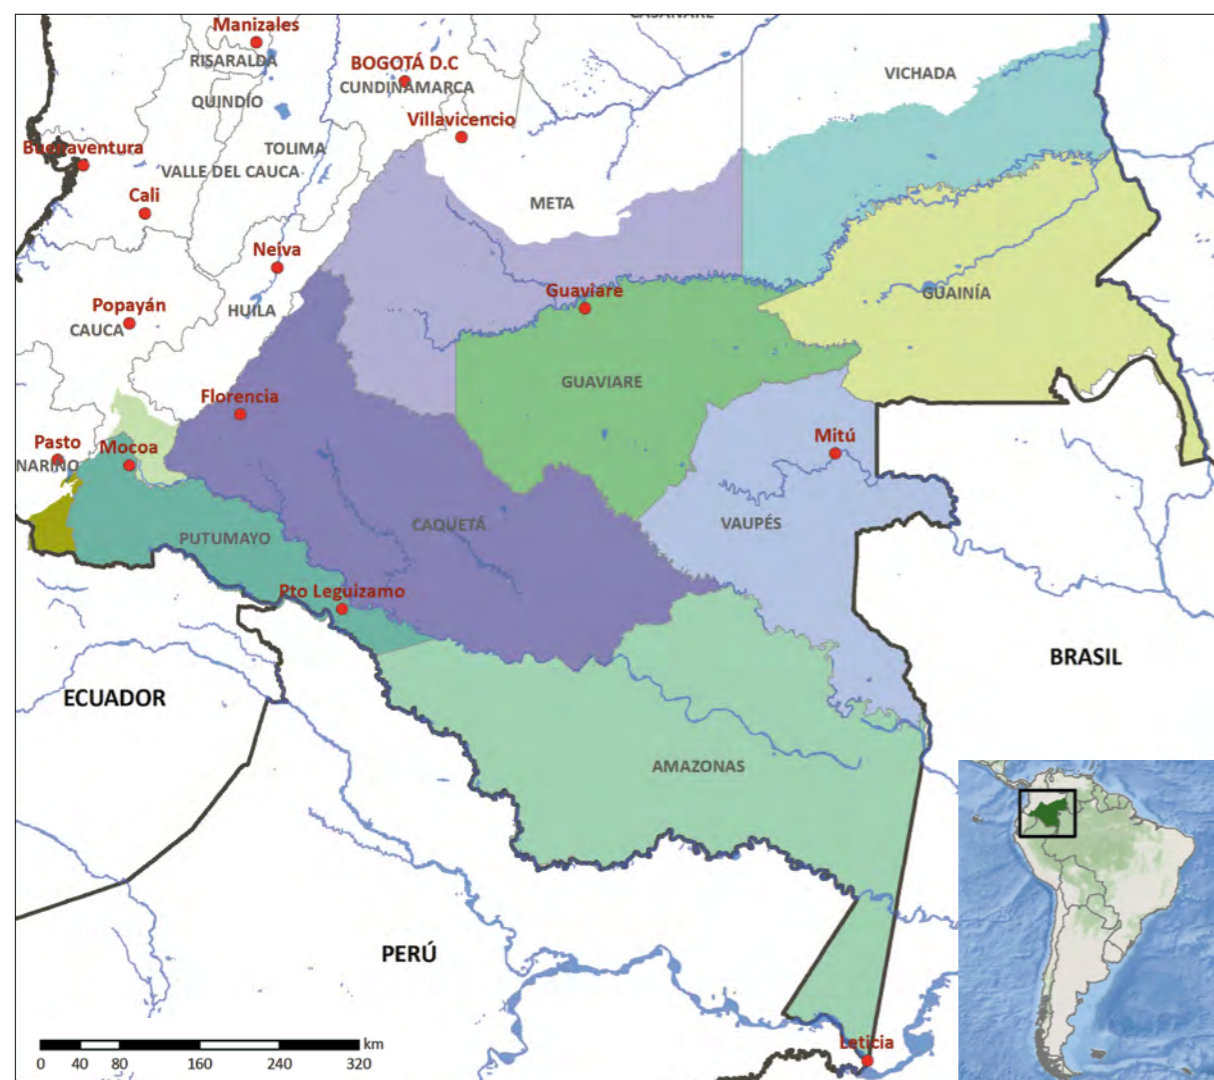 CASANARE
Manizales
RISARALDA
BOGOTÁ D.C
CUNDINAMARCA
VICHADA
QUINDÍO
Villavicencio
Buenaventura
TOLIMA
VALLE DEL CAUCA
Cali
META
Neiva
Guaviare
GUAINÍA
Popayán
HUILA
CAUCA
GUAVIARE
Florencia
Pasto
Mocoa
Mitú
NARIÑO
CAQUETÁ
VAUPÉS
PUTUMAYO
Pto Leguizamo
BRASIL
ECUADOR
AMAZONAS
PERÚ
Leticia
km
0 40 80 160 240 320